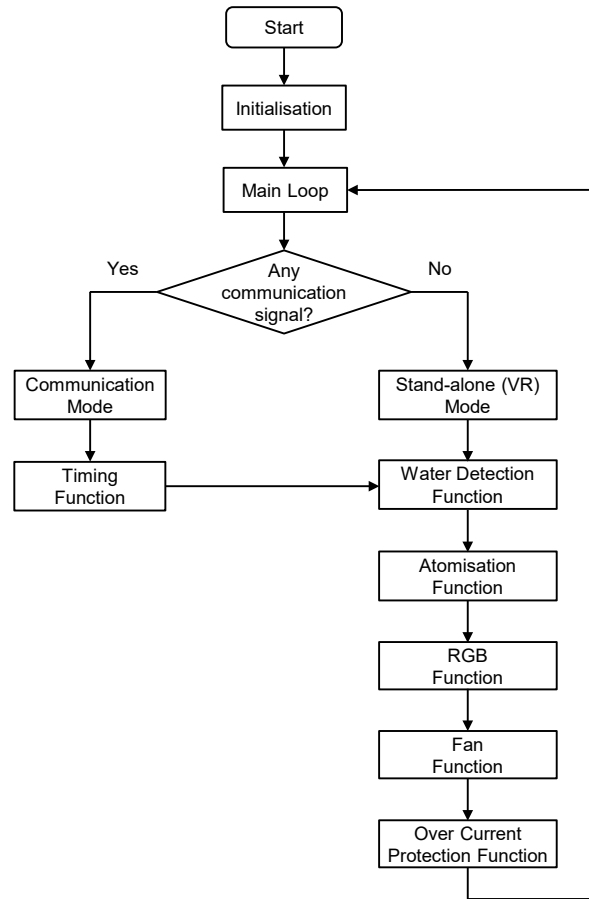 Start
Initialisation
Main Loop
Any
communication
signal?
Yes
No
Communication
Mode
Stand-alone (VR)
Mode
Timing
Function
Water Detection
Function
Atomisation
Function
RGB
Function
Fan
Function
Over Current
Protection Function